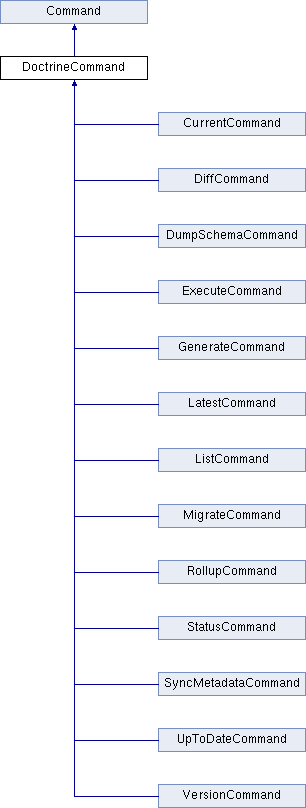 Command
DoctrineCommand
CurrentCommand
DiffCommand
DumpSchemaCommand
ExecuteCommand
GenerateCommand
LatestCommand
ListCommand
MigrateCommand
RollupCommand
StatusCommand
SyncMetadataCommand
UpToDateCommand
VersionCommand